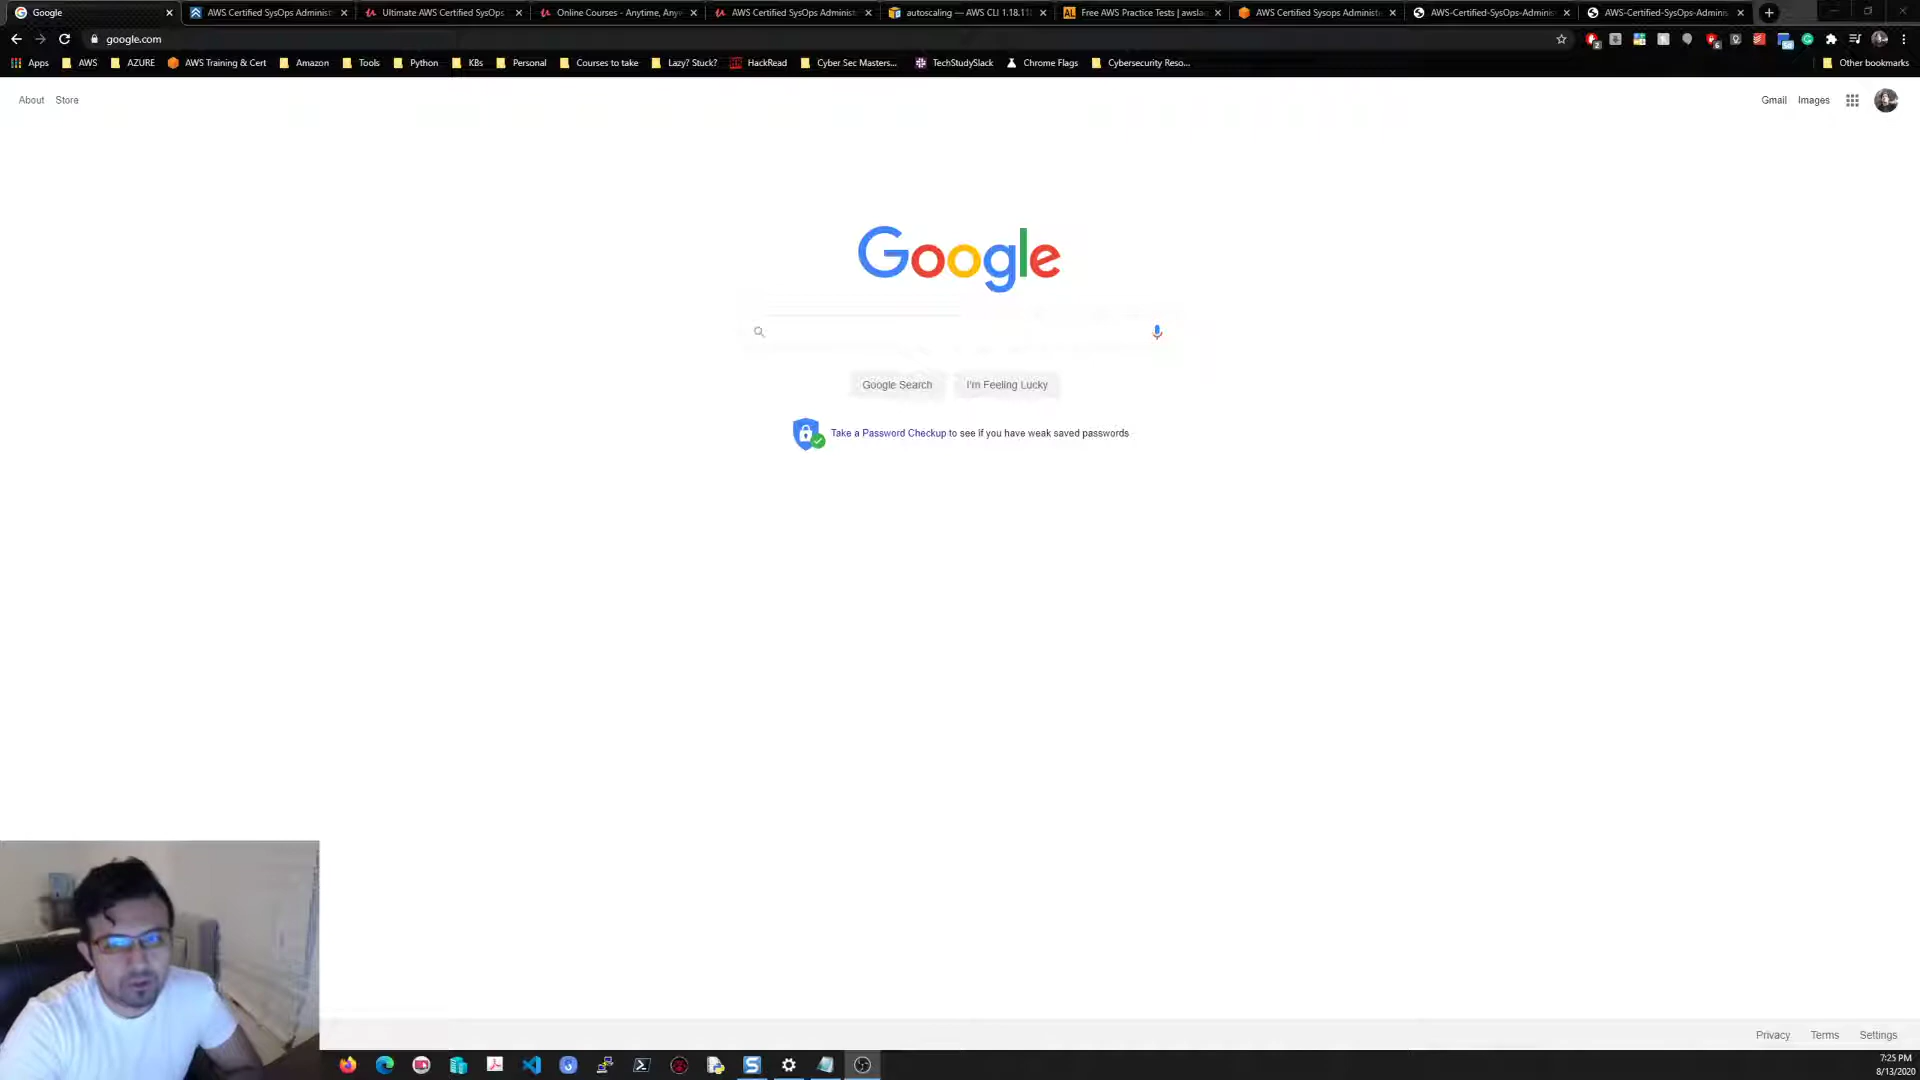 Google
AWS Certified SysOps Administ
Ultimate AWS Certified SysOps
Online Courses - Anytime, Any
AWS Certified SysOps Administ
autoscaling — AWS CLI 1.18.11
Free AWS Practice Tests | awsla
AWS Certified Sysops Administ
AWS-Certified-SysOps-Adminis
AWS-Certified-SysOps-Adminis
google.com
Apps
AWS
AZURE
AWS Training & Cert
Amazon
Tools
Python
KBs
Personal
Courses to take
Lazy? Stuck?
HackRead
Cyber Sec Masters...
TechStudySlack
Chrome Flags
Cybersecurity Reso...
Other bookmarks
About
Store
Gmail
Images
Google
Google Search
I'm Feeling Lucky
Take a Password Checkup to see if you have weak saved passwords
Privacy
Terms
Settings
7:25 PM
8/13/2020